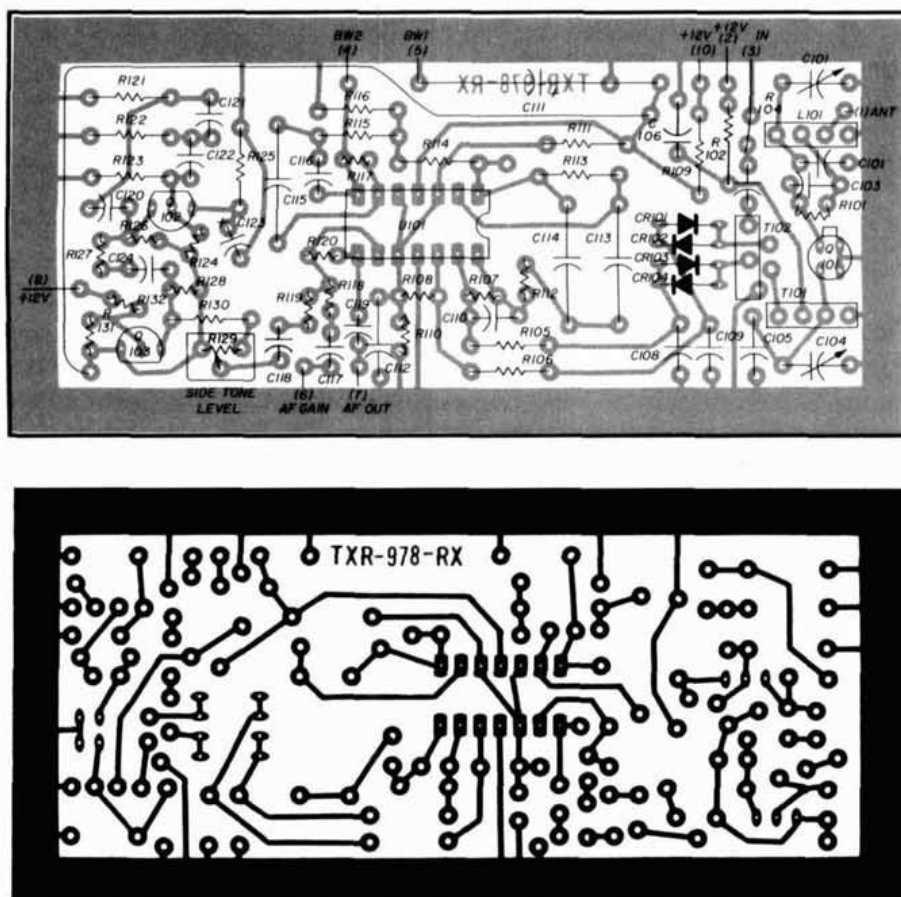 BW2 BW1 +12V +12V IN
(4) (5) (10) (2) (3)
C101
R121
C121
R116
TXR1678-RX
C111
R104
L101
(1)ANT
R122
R115
R111
C106
R102
C122
R125
C116
R117
R114
R113
R109
C101
R123
C103
C120
Q102
C115
U101
CR101
R101
R126
C123
C114
C113
CR102
T102
Q101
R127
R124
R120
CR103
C124
R128
R118
R108
R107
R112
CR104
(8)
+12V
R132
R119
C119
T101
R130
C110
R131
R129
R110
R105
Q103
R106
C104
C118
C117
C112
C108
C109
C105
SIDE TONE
LEVEL
(6)
AF GAIN
(7)
AF OUT
TXR-978-RX